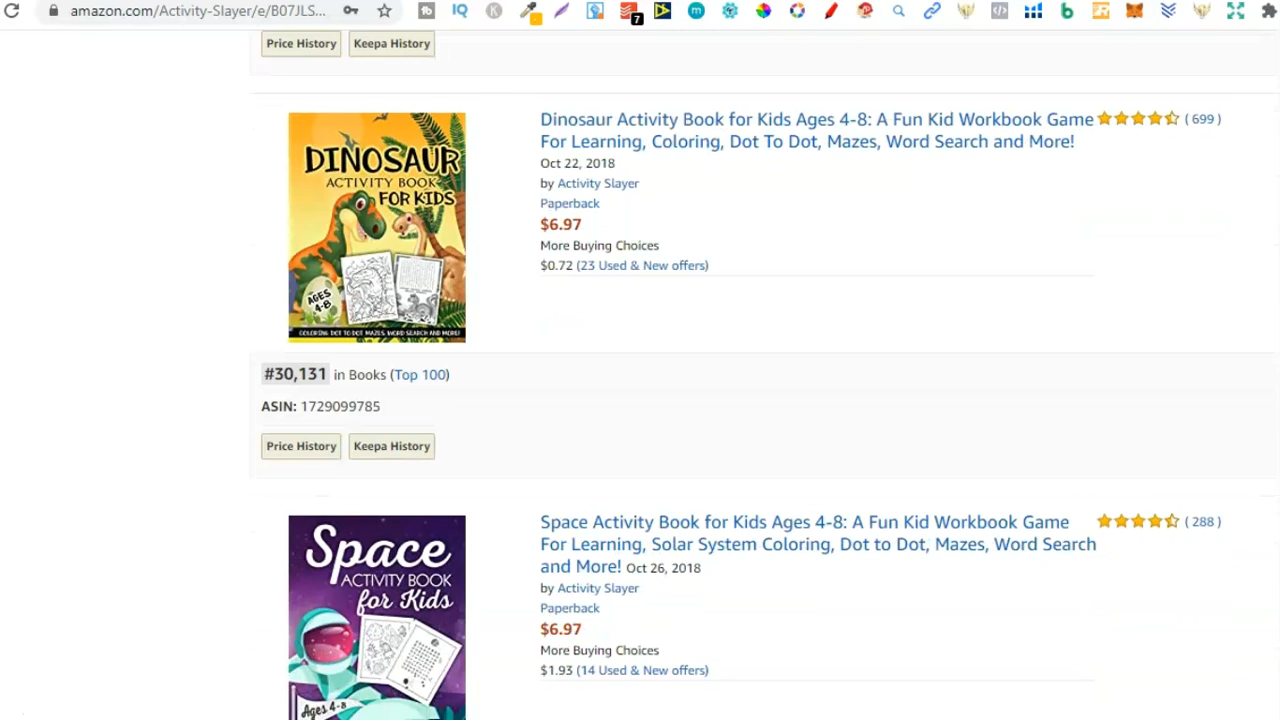 amazon.com/Activity-Slayer/e/B07JLS...
IQ
K
7
m
b
Price History
Keepa History
DINOSAUR
ACTIVITY BOOK
FOR KIDS
AGES
4-8
COLORING, DOT TO DOT, MAZES, WORD SEARCH AND MORE!
Dinosaur Activity Book for Kids Ages 4-8: A Fun Kid Workbook Game
For Learning, Coloring, Dot To Dot, Mazes, Word Search and More!
(699)
Oct 22, 2018
by Activity Slayer
Paperback
$6.97
More Buying Choices
$0.72 (23 Used & New offers)
#30,131 in Books (Top 100)
ASIN: 1729099785
Price History
Keepa History
Space
ACTIVITY BOOK
for Kids
Ages 4-8
Space Activity Book for Kids Ages 4-8: A Fun Kid Workbook Game
For Learning, Solar System Coloring, Dot to Dot, Mazes, Word Search
and More! Oct 26, 2018
(288)
by Activity Slayer
Paperback
$6.97
More Buying Choices
$1.93 (14 Used & New offers)